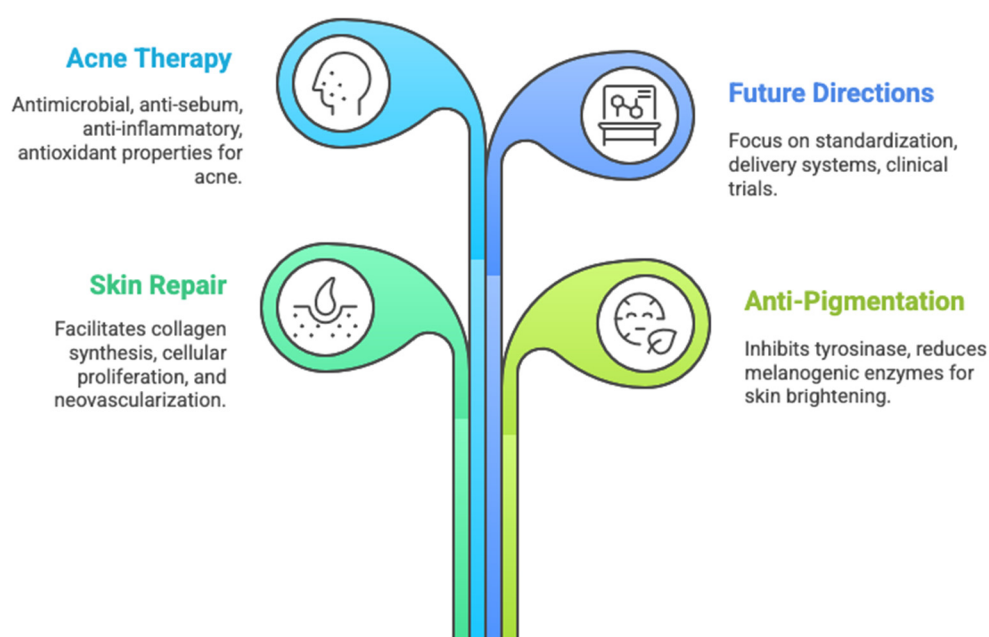 Acne Therapy
Antimicrobial, anti-sebum,
anti-inflammatory,
antioxidant properties for
acne.
Future Directions
Focus on standardization,
delivery systems, clinical
trials.
Skin Repair
Facilitates collagen
synthesis, cellular
proliferation, and
neovascularization.
Anti-Pigmentation
Inhibits tyrosinase, reduces
melanogenic enzymes for
skin brightening.